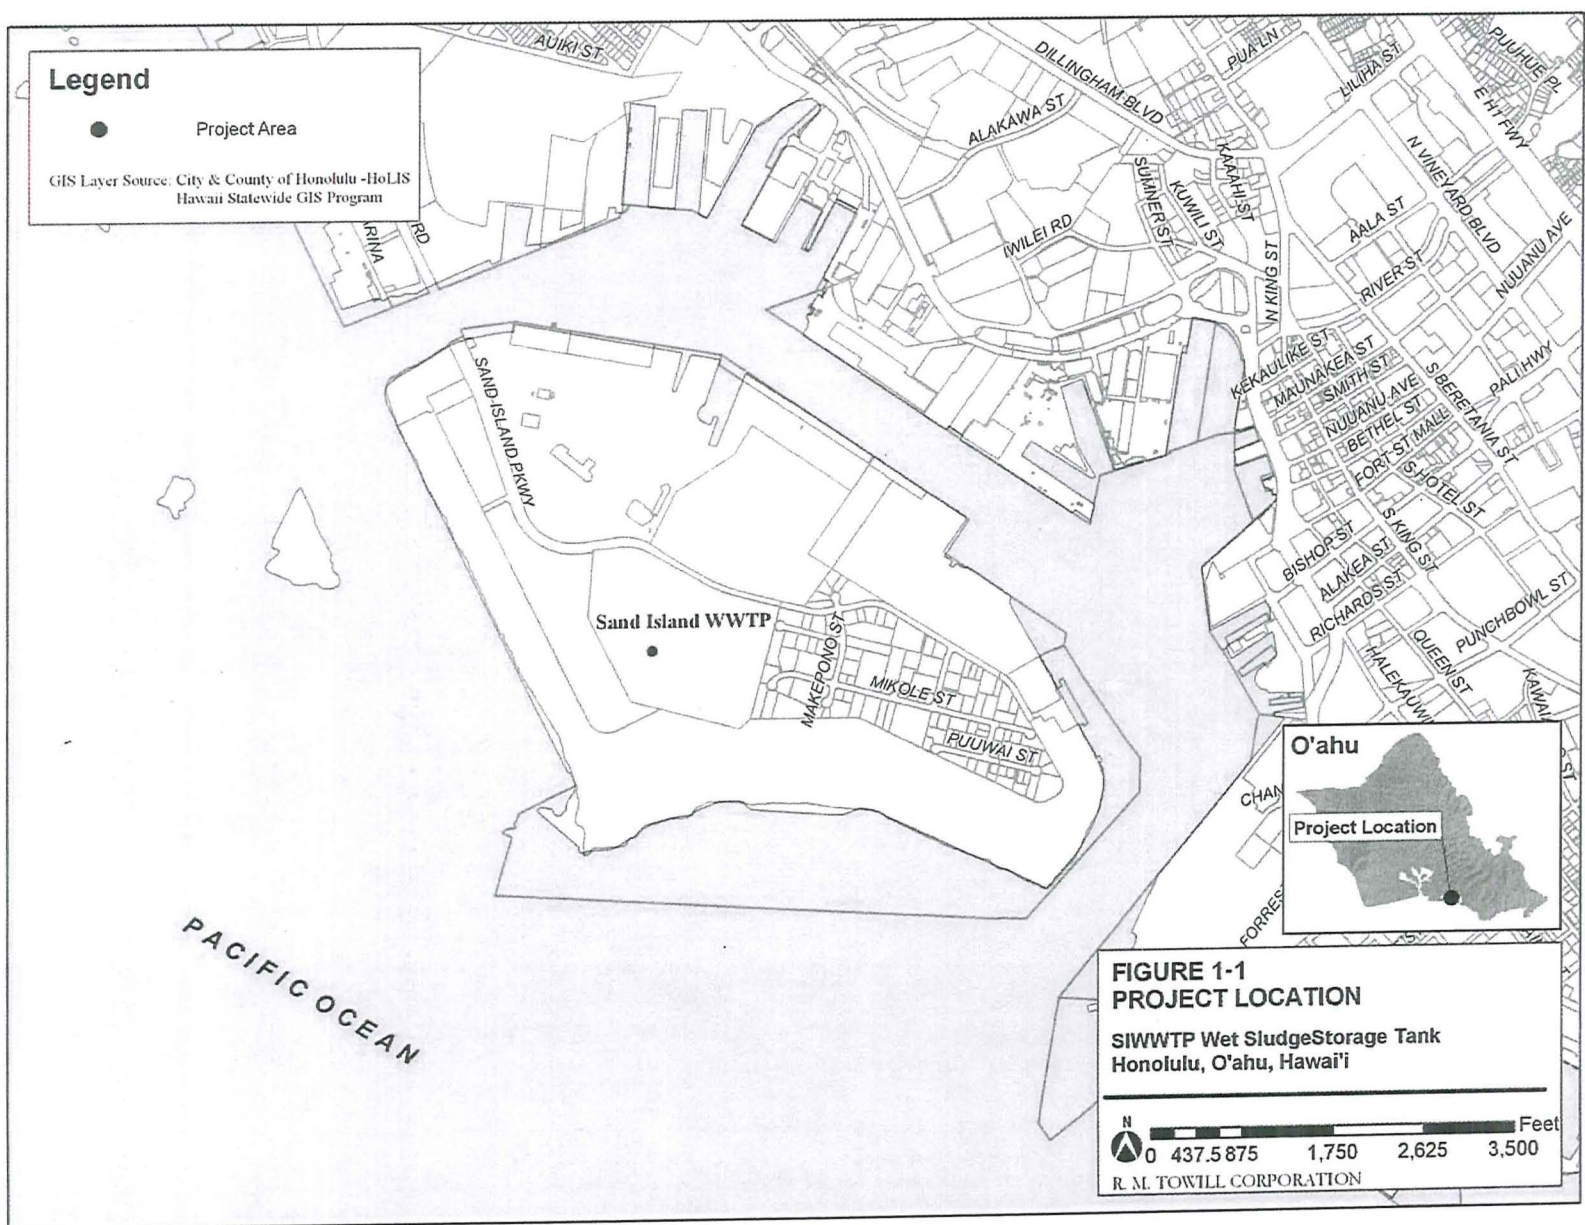 Legend
Project Area
GIS Layer Source: City & County of Honolulu -HoLIS
Hawaii Statewide GIS Program
AUIKI ST
DILLINGHAM BLVD
PUA LN
LILIHA ST
PUUHUE PL
ALAKAWA ST
N VINEYARD BLVD
KAAAHI ST
SUMNER ST
KUWILI ST
IWILEI RD
AALA ST
RIVER ST
NUUANU AVE
RD
N KING ST
KEKAULIKE ST
MAUNAKEA ST
SMITH ST
NUUANU AVE
BETHEL ST
FORT ST MALL
S BERETANIA ST
PALI HWY
S HOTEL ST
SAND ISLAND PKWY
S KING ST
BISHOP ST
ALAKEA ST
RICHARDS ST
PUNCHBOWL ST
QUEEN ST
Sand Island WWTP
MAKEPONO ST
MIKOLE ST
PUUWAI ST
O'ahu
Project Location
PACIFIC OCEAN
FIGURE 1-1
PROJECT LOCATION
SIWWTP Wet SludgeStorage Tank
Honolulu, O'ahu, Hawai'i
N
Feet
0 437.5 875 1,750 2,625 3,500
R. M. TOWILL CORPORATION